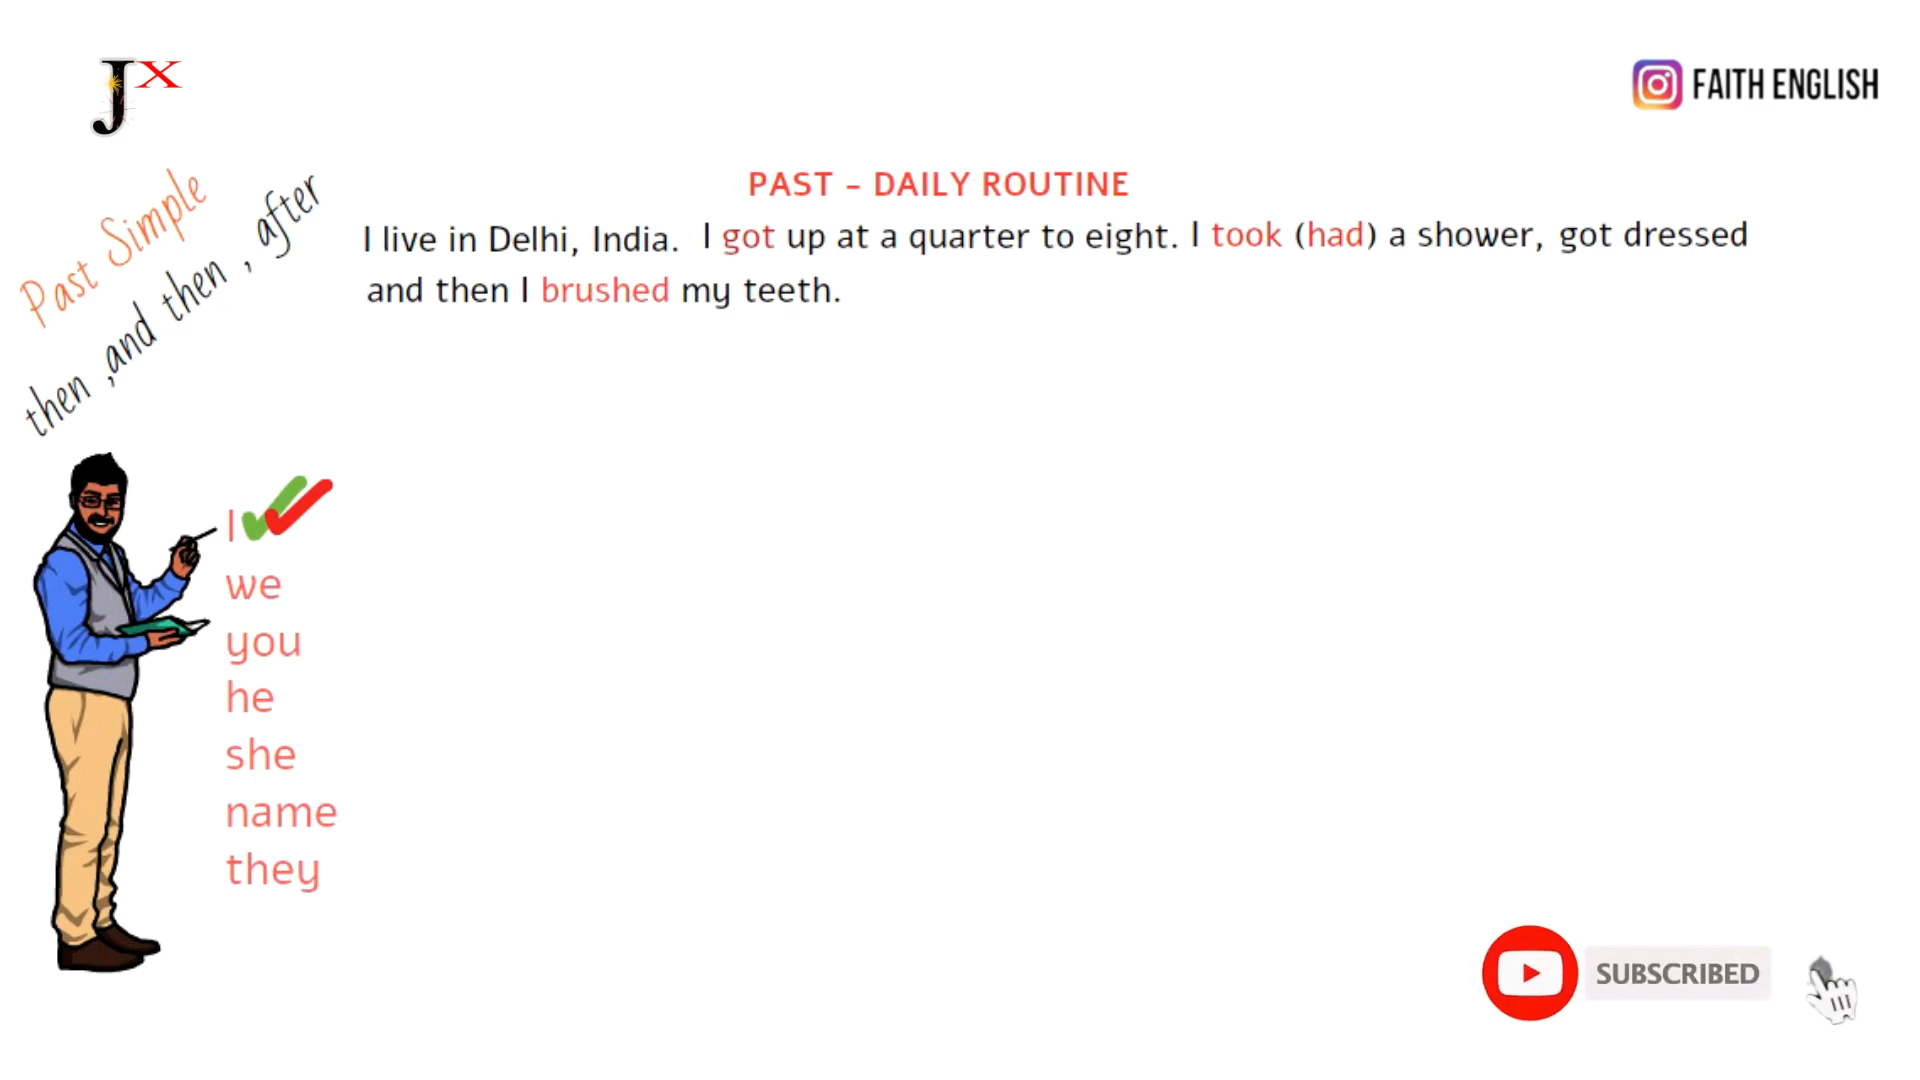 Jx
FAITH ENGLISH
Past Simple
then ,and then , after
PAST – DAILY ROUTINE
I live in Delhi, India. I got up at a quarter to eight. I took (had) a shower, got dressed
and then I brushed my teeth.
I
we
you
he
she
name
they
SUBSCRIBED